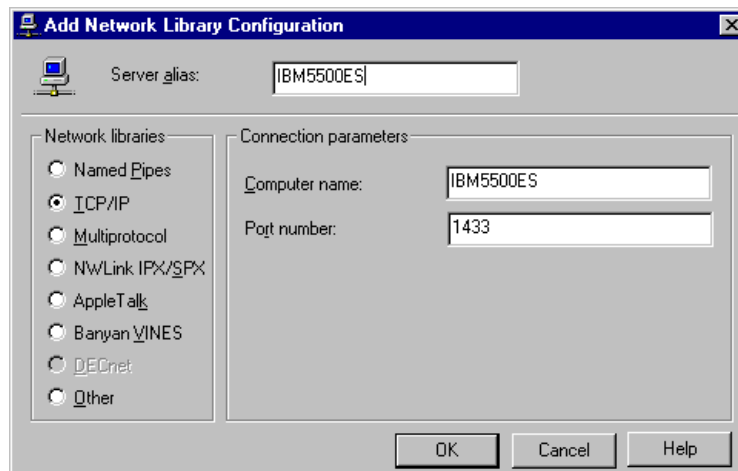 Add Network Library Configuration
Server alias: IBM5500ES
Network libraries
Named Pipes
TCP/IP
Multiprotocol
NWLink IPX/SPX
AppleTalk
Banyan VINES
DECnet
Other
Connection parameters
Computer name: IBM5500ES
Port number: 1433
OK Cancel Help